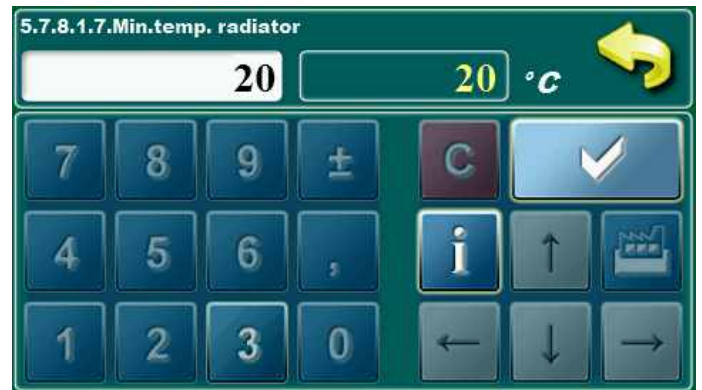 5.7.8.1.7.Min.temp. radiator
20 20 °C
7 8 9 ± C
4 5 6 , i ↑
1 2 3 0 ← ↓ →